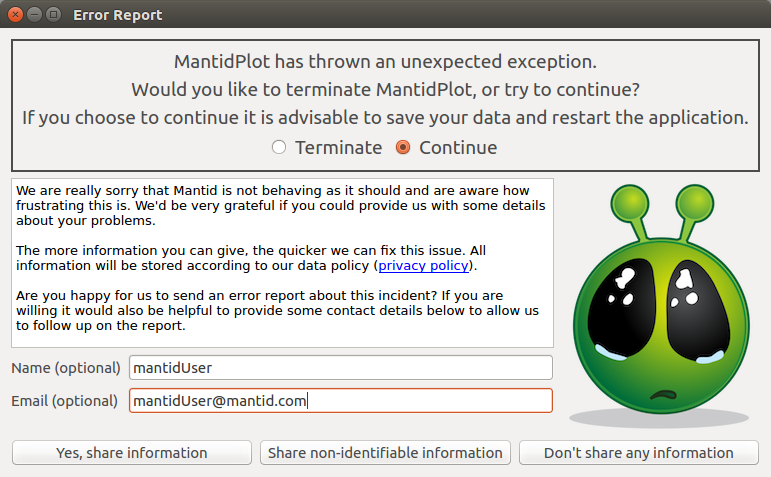 Error Report
MantidPlot has thrown an unexpected exception.
Would you like to terminate MantidPlot, or try to continue?
If you choose to continue it is advisable to save your data and restart the application.
Terminate Continue
We are really sorry that Mantid is not behaving as it should and are aware how
frustrating this is. We'd be very grateful if you could provide us with some details
about your problems.
The more information you can give, the quicker we can fix this issue. All
information will be stored according to our data policy (privacy policy).
Are you happy for us to send an error report about this incident? If you are
willing it would also be helpful to provide some contact details below to allow us
to follow up on the report.
Name (optional) mantidUser
Email (optional) mantidUser@mantid.com
Yes, share information Share non-identifiable information Don't share any information